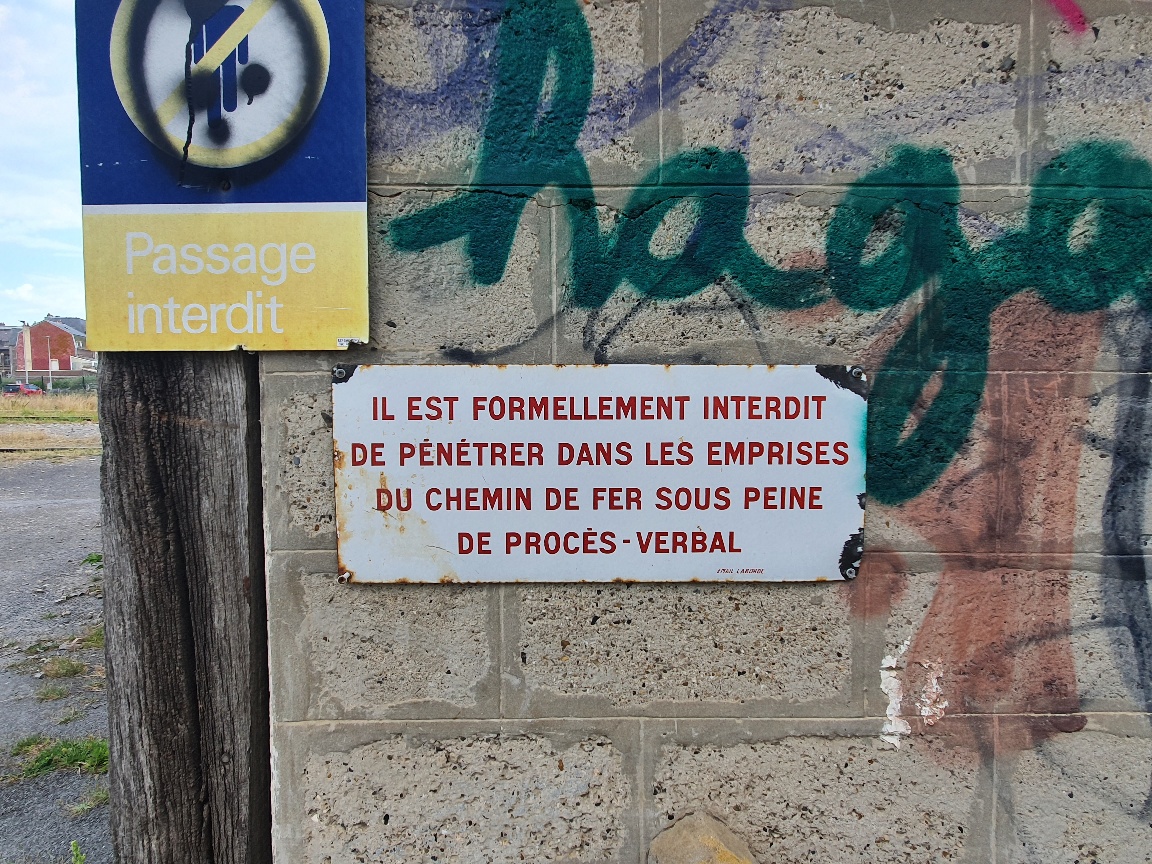 Passage
interdit
IL EST FORMELLEMENT INTERDIT
DE PÉNÉTRER DANS LES EMPRISES
DU CHEMIN DE FER SOUS PEINE
DE PROCÈS-VERBAL